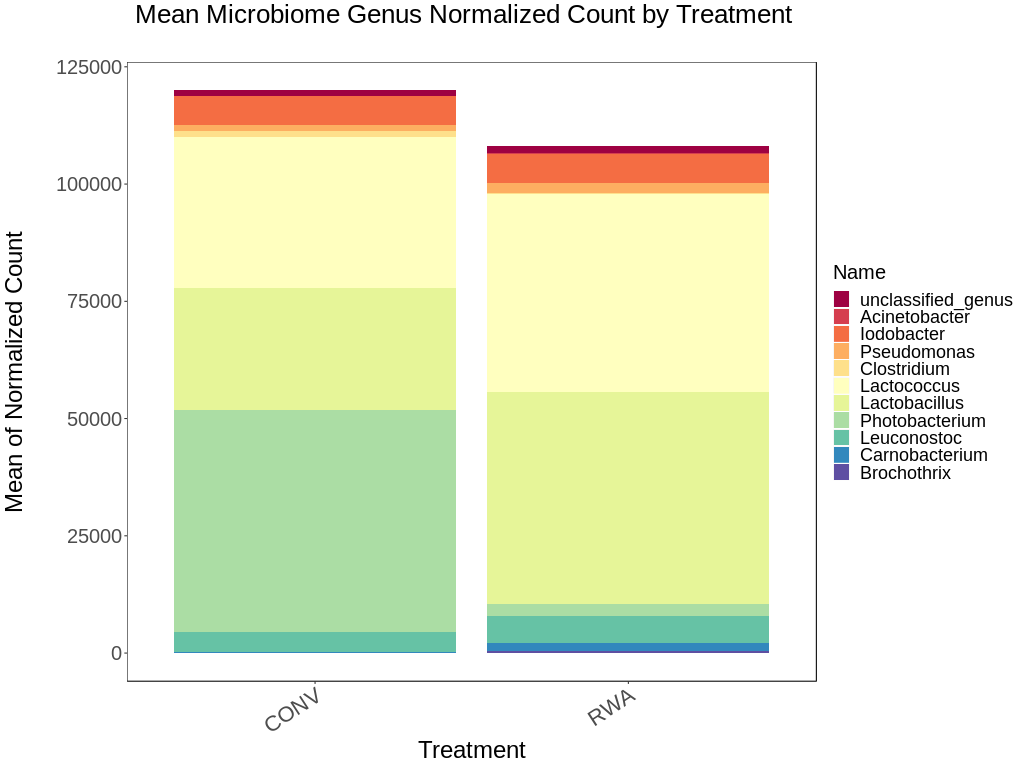 Mean Microbiome Genus Normalized Count by Treatment
Mean of Normalized Count
125000
100000
75000
50000
25000
0
CONV
RWA
Treatment
Name
unclassified_genus
Acinetobacter
Iodobacter
Pseudomonas
Clostridium
Lactococcus
Lactobacillus
Photobacterium
Leuconostoc
Carnobacterium
Brochothrix